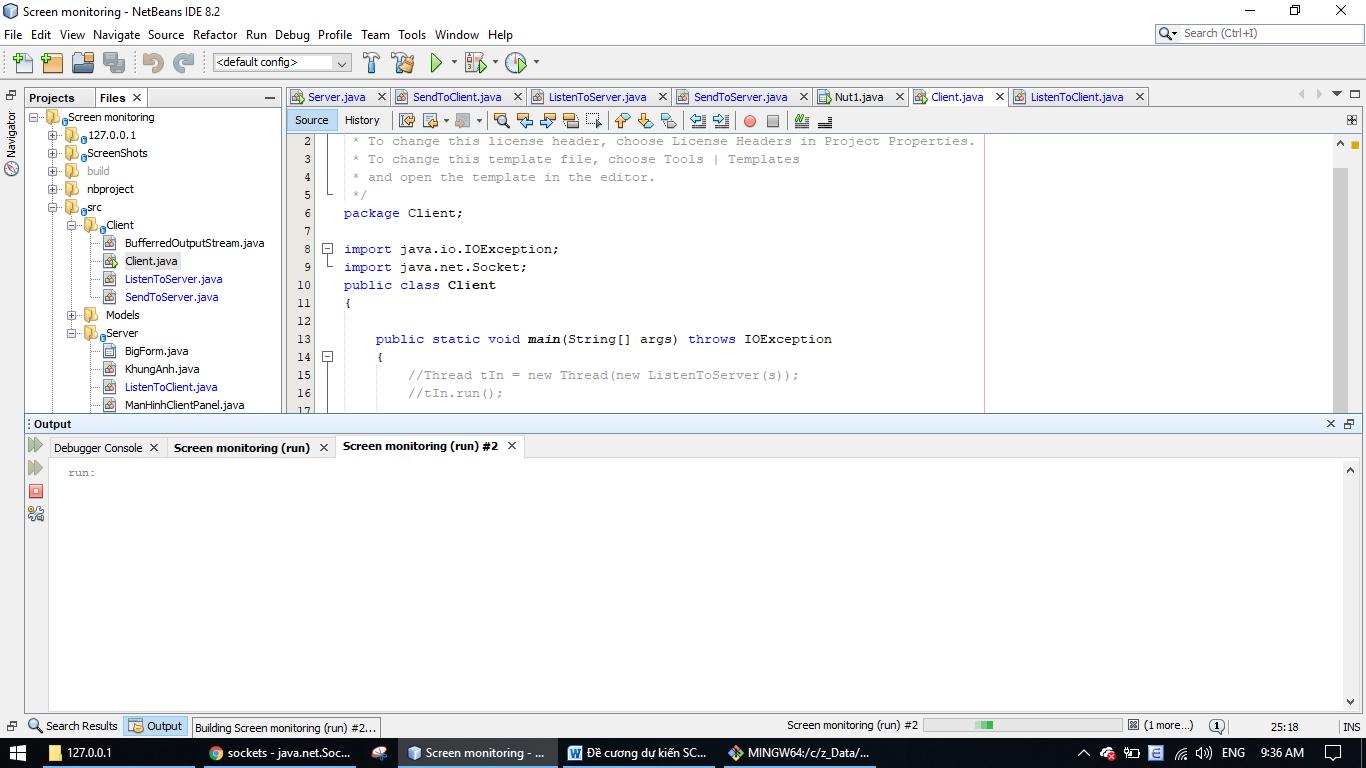 Screen monitoring - NetBeans IDE 8.2
File Edit View Navigate Source Refactor Run Debug Profile Team Tools Window Help
Search (Ctrl+I)
<default config>
Projects Files
Server.java SendToClient.java ListenToServer.java SendToServer.java Nut1.java Client.java ListenToClient.java
Navigator
Screen monitoring
127.0.0.1
ScreenShots
build
nbproject
src
Client
BufferredOutputStream.java
Client.java
ListenToServer.java
SendToServer.java
Models
Server
BigForm.java
KhungAnh.java
ListenToClient.java
ManHinhClientPanel.java
Source History
2 * To change this license header, choose License Headers in Project Properties.
3 * To change this template file, choose Tools | Templates
4 * and open the template in the editor.
5 */
6 package Client;
7
8 import java.io.IOException;
9 import java.net.Socket;
10 public class Client
11 {
12
13 public static void main(String[] args) throws IOException
14 {
15 //Thread tIn = new Thread(new ListenToServer(s));
16 //tIn.run();
17
Output
Debugger Console Screen monitoring (run) Screen monitoring (run) #2
run:
Search Results Output Building Screen monitoring (run) #2... Screen monitoring (run) #2 (1 more...) 1 25:18 INS
127.0.0.1 sockets - java.net.Soc... Screen monitoring - ... Đề cương dự kiến SC... MINGW64:/c/z_Data/... ENG 9:36 AM